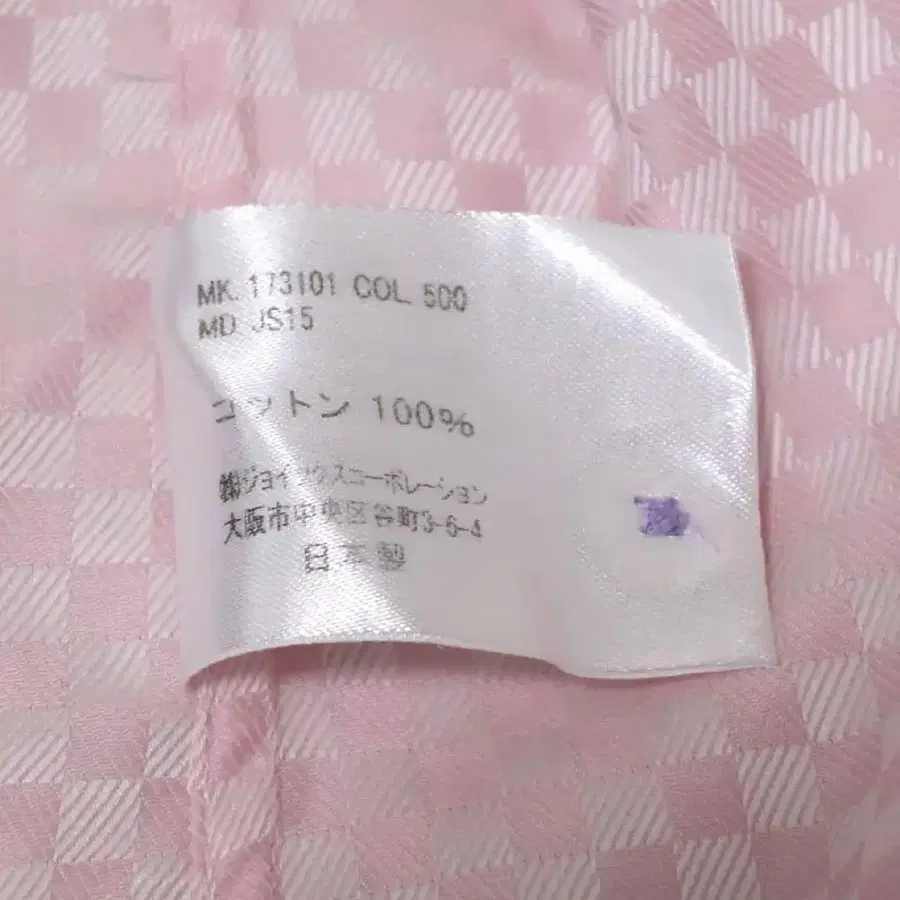 MK. 173101 COL 500
MD JS15
コットン 100%
㈱ジョイックスコーポレーション
大阪市中央区谷町3-6-4
日本製